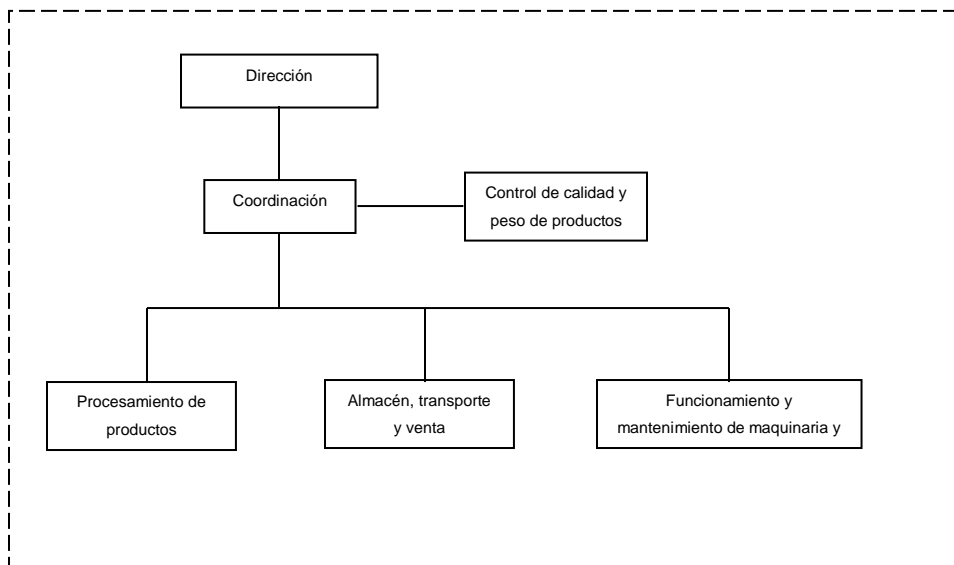 Dirección
Coordinación
Control de calidad y
peso de productos
Procesamiento de
productos
Almacén, transporte
y venta
Funcionamiento y
mantenimiento de maquinaria y